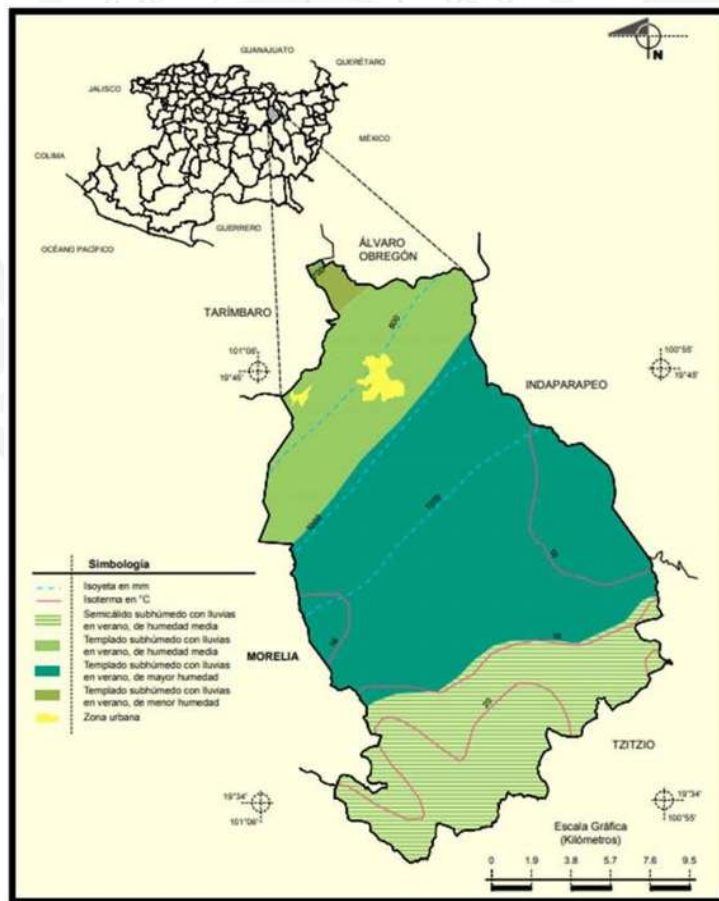 GUANAJUATO
QUERÉTARO
JALISCO
MÉXICO
COLIMA
GUERRERO
OCÉANO PACÍFICO
N
ÁLVARO
OBREGÓN
TARÍMBARO
101°06'
19°45'
100°55'
19°45'
INDAPARAPEO
800
Simbología
Isoyeta en mm
Isoterma en °C
Semicálido subhúmedo con lluvias
en verano, de humedad media
Templado subhúmedo con lluvias
en verano, de humedad media
Templado subhúmedo con lluvias
en verano, de mayor humedad
Templado subhúmedo con lluvias
en verano, de menor humedad
Zona urbana
MORELIA
20
TZITZIO
19°34'
101°06'
19°34'
100°55'
Escala Gráfica
(Kilómetros)
0 1.9 3.8 5.7 7.6 9.5